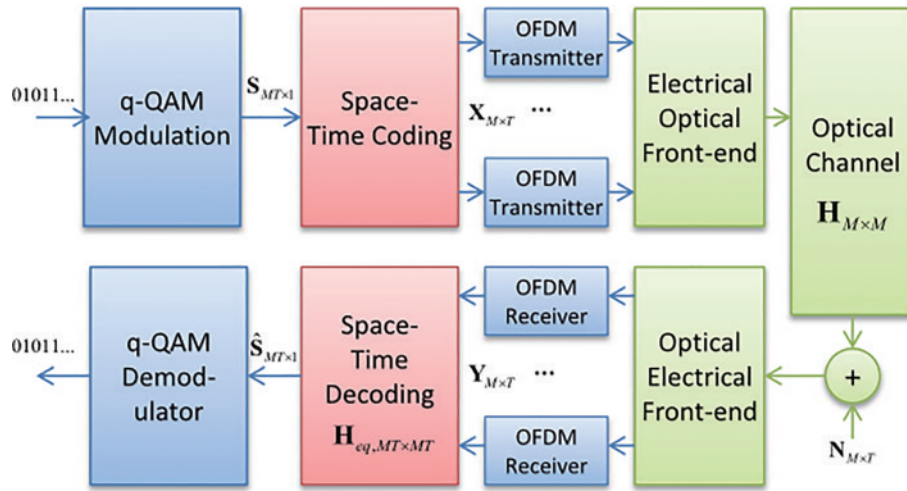 01011...
q-QAM
Modulation
S_{MT×1}
Space-
Time Coding
OFDM
Transmitter
X_{M×T} ...
OFDM
Transmitter
Electrical
Optical
Front-end
Optical
Channel
H_{M×M}
01011...
q-QAM
Demod-
ulator
Ŝ_{MT×1}
Space-
Time
Decoding
H_{eq,MT×MT}
OFDM
Receiver
Y_{M×T} ...
OFDM
Receiver
Optical
Electrical
Front-end
+
N_{M×T}